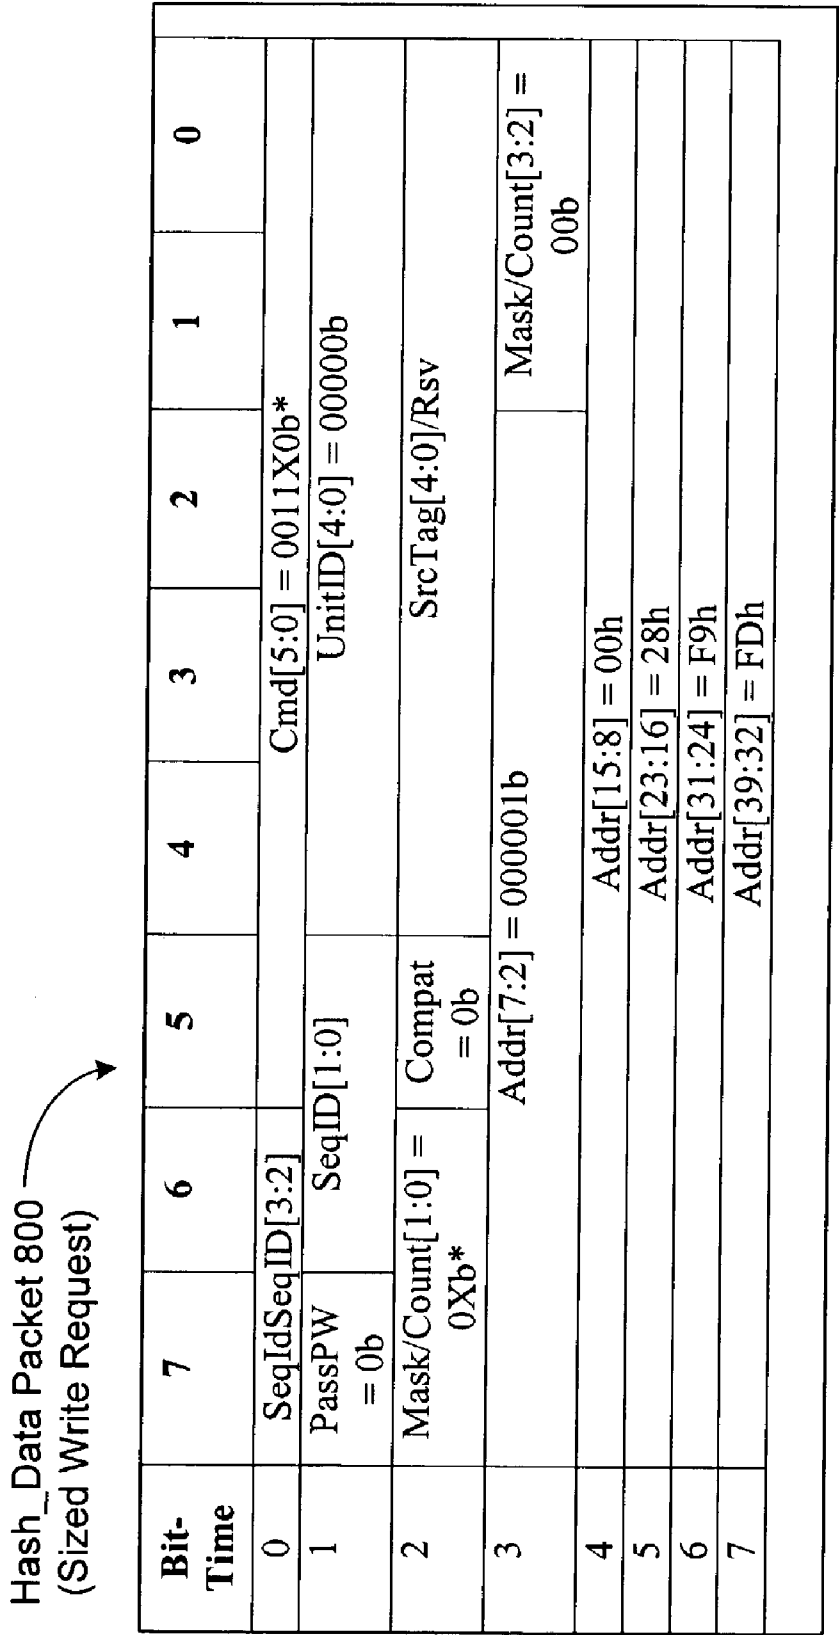 Hash_Data Packet 800
(Sized Write Request)
Bit-
Time
7
6
5
4
3
2
1
0
0
SeqIdSeqID[3:2]
Cmd[5:0] = 0011X0b*
1
PassPW
= 0b
SeqID[1:0]
UnitID[4:0] = 00000b
2
Mask/Count[1:0] =
0Xb*
Compat
= 0b
SrcTag[4:0]/Rsv
3
Addr[7:2] = 000001b
Mask/Count[3:2] =
00b
4
Addr[15:8] = 00h
5
Addr[23:16] = 28h
6
Addr[31:24] = F9h
7
Addr[39:32] = FDh